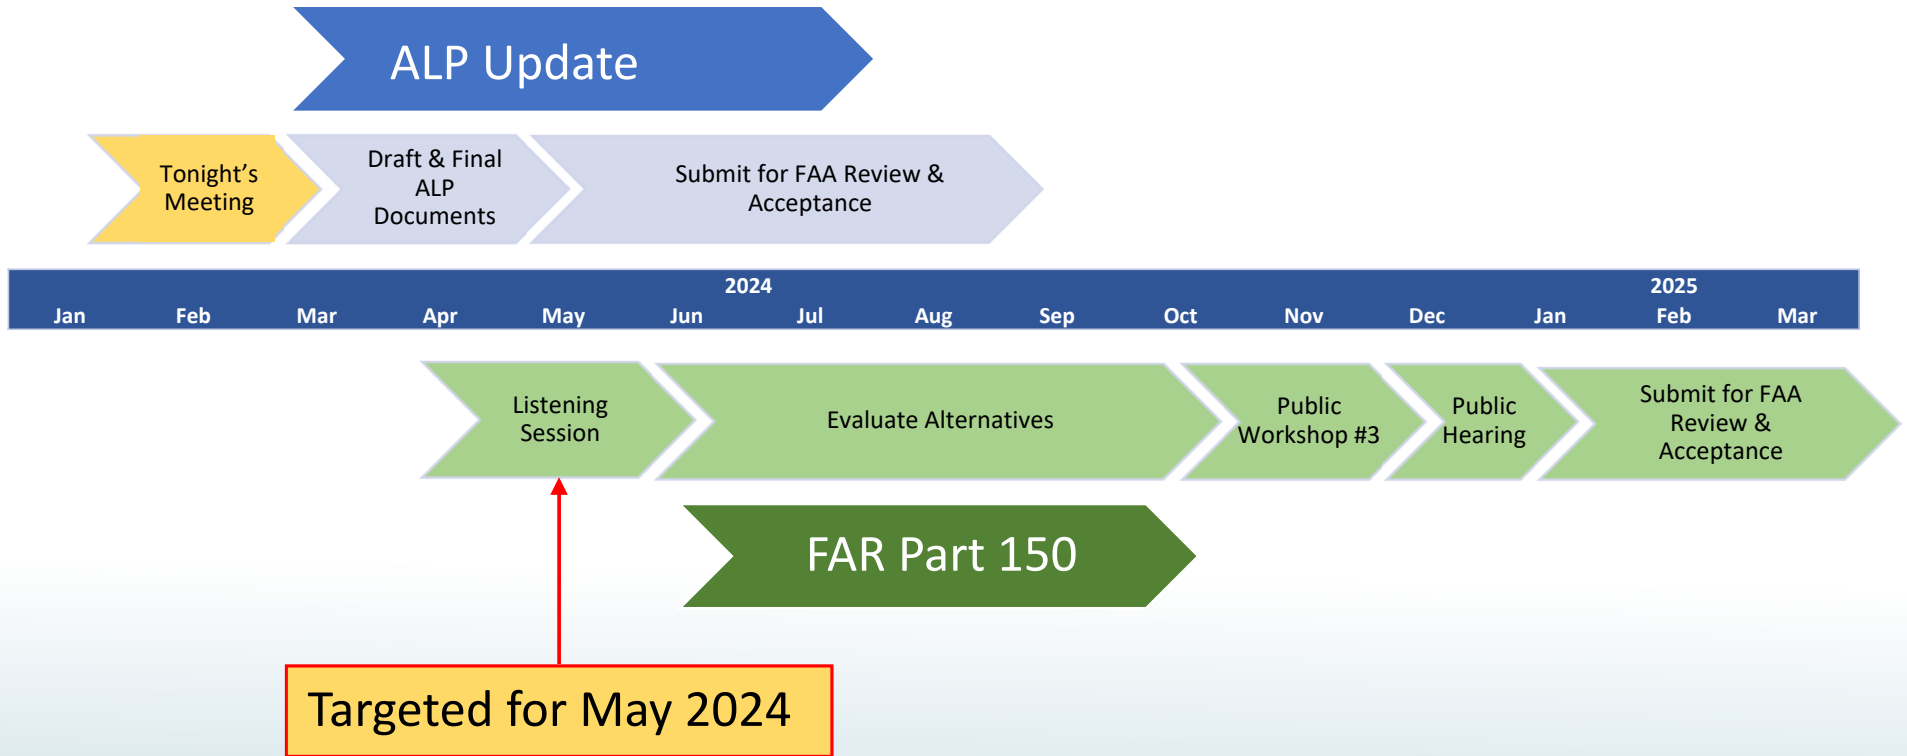 ALP Update
Tonight's
Meeting
Draft & Final
ALP
Documents
Submit for FAA Review &
Acceptance
2024 2025
Jan Feb Mar Apr May Jun Jul Aug Sep Oct Nov Dec Jan Feb Mar
Listening
Session
Evaluate Alternatives
Public
Workshop #3
Public
Hearing
Submit for FAA
Review &
Acceptance
FAR Part 150
Targeted for May 2024